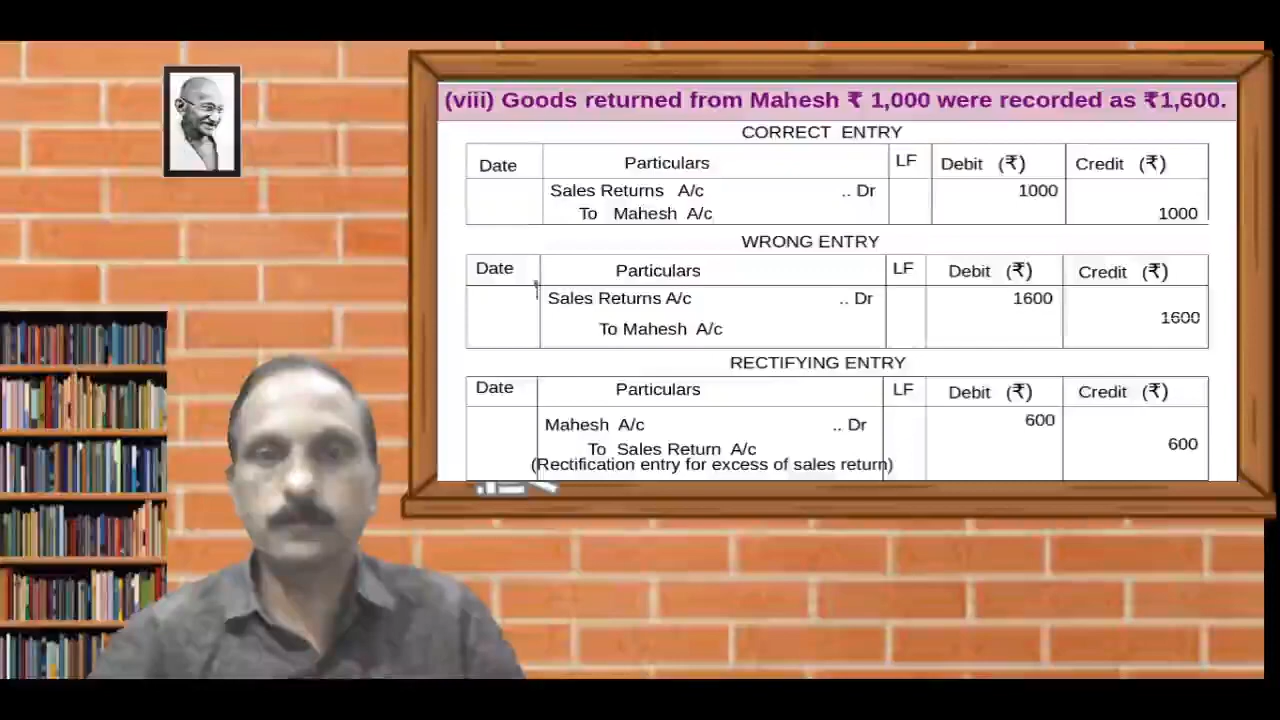 (viii) Goods returned from Mahesh ₹ 1,000 were recorded as ₹1,600.
CORRECT ENTRY
Date Particulars LF Debit (₹) Credit (₹)
Sales Returns A/c .. Dr 1000
To Mahesh A/c 1000
WRONG ENTRY
Date Particulars LF Debit (₹) Credit (₹)
Sales Returns A/c .. Dr 1600
To Mahesh A/c 1600
RECTIFYING ENTRY
Date Particulars LF Debit (₹) Credit (₹)
Mahesh A/c .. Dr 600
To Sales Return A/c 600
(Rectification entry for excess of sales return)